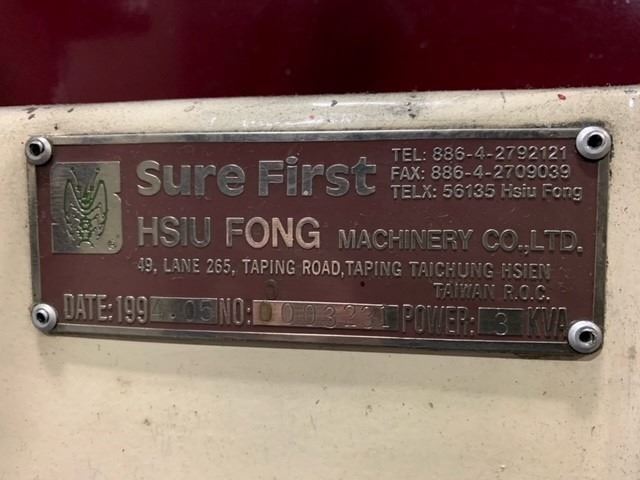 Sure First
TEL: 886-4-2792121
FAX: 886-4-2709039
TELX: 56135 Hsiu Fong
HSIU FONG MACHINERY CO.,LTD.
49, LANE 265, TAPING ROAD,TAPING TAICHUNG HSIEN
TAIWAN R.O.C.
DATE: 1994.05 NO: 0003231 POWER: 3 KVA